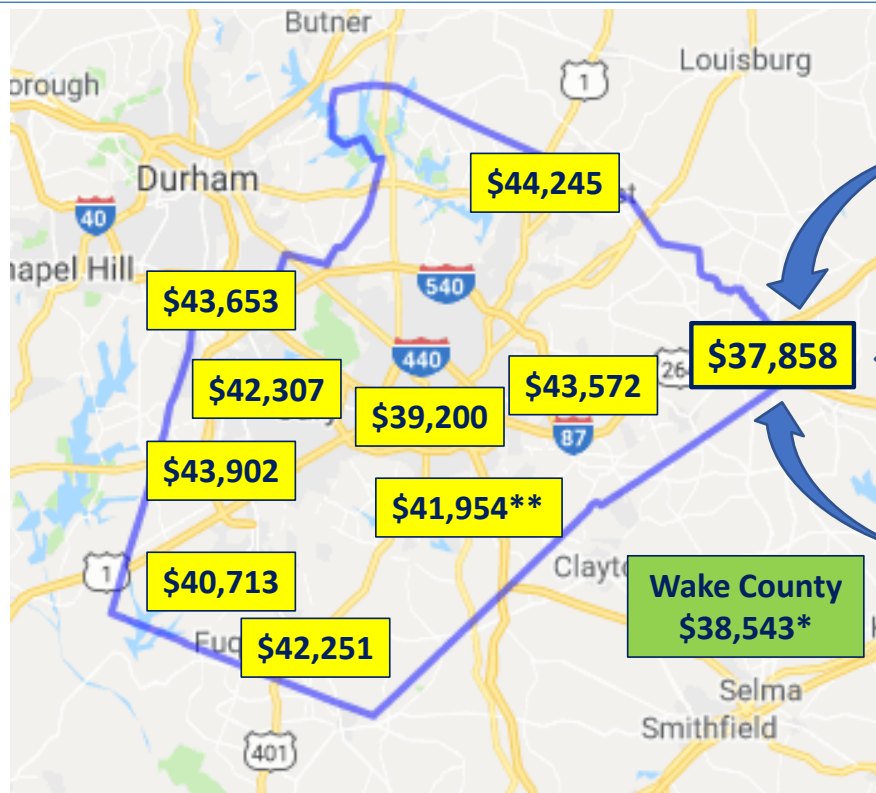 Butner
Louisburg
orough
1
Durham
$44,245
40
hapel Hill
540
$43,653
440
264
$37,858
$42,307
$43,572
$39,200
87
$43,902
$41,954**
1
$40,713
Clayt
Wake County
$38,543*
Fuq
$42,251
Selma
Smithfield
401